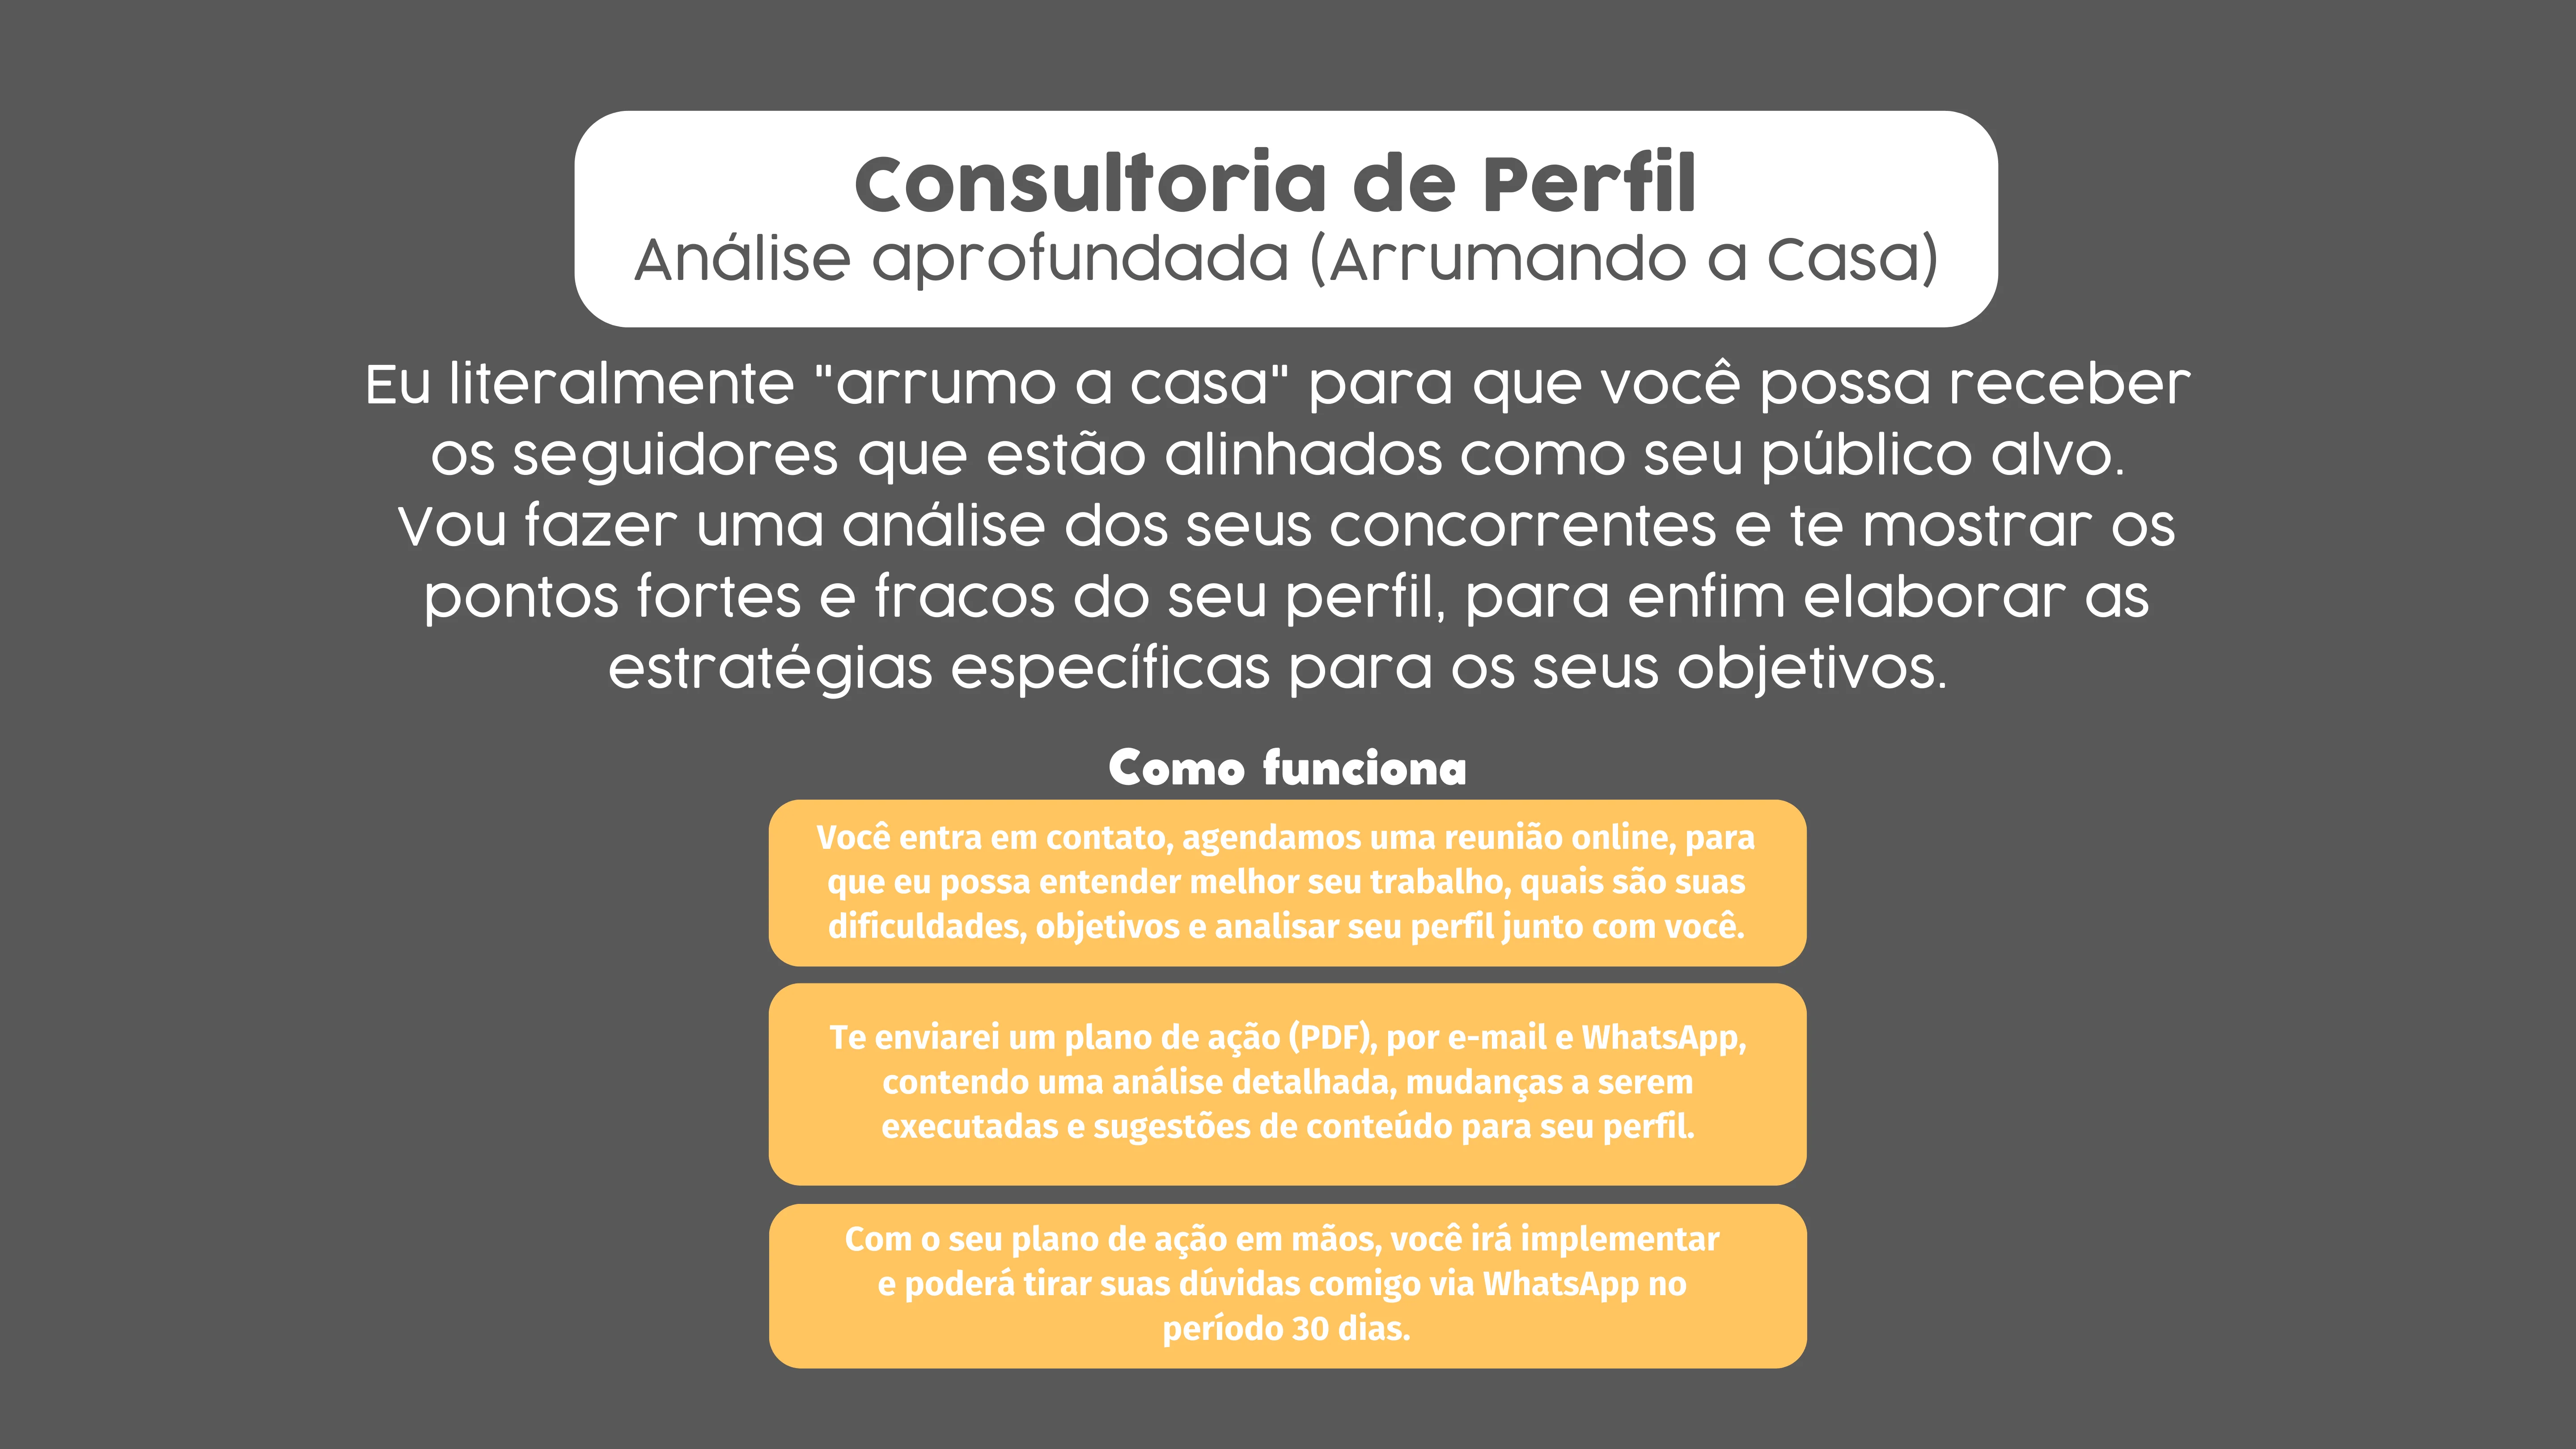 Consultoria de Perfil
Análise aprofundada (Arrumando a Casa)
Eu literalmente "arrumo a casa" para que você possa receber
os seguidores que estão alinhados como seu público alvo.
Vou fazer uma análise dos seus concorrentes e te mostrar os
pontos fortes e fracos do seu perfil, para enfim elaborar as
estratégias específicas para os seus objetivos.
Como funciona
Você entra em contato, agendamos uma reunião online, para
que eu possa entender melhor seu trabalho, quais são suas
dificuldades, objetivos e analisar seu perfil junto com você.
Te enviarei um plano de ação (PDF), por e-mail e WhatsApp,
contendo uma análise detalhada, mudanças a serem
executadas e sugestões de conteúdo para seu perfil.
Com o seu plano de ação em mãos, você irá implementar
e poderá tirar suas dúvidas comigo via WhatsApp no
período 30 dias.